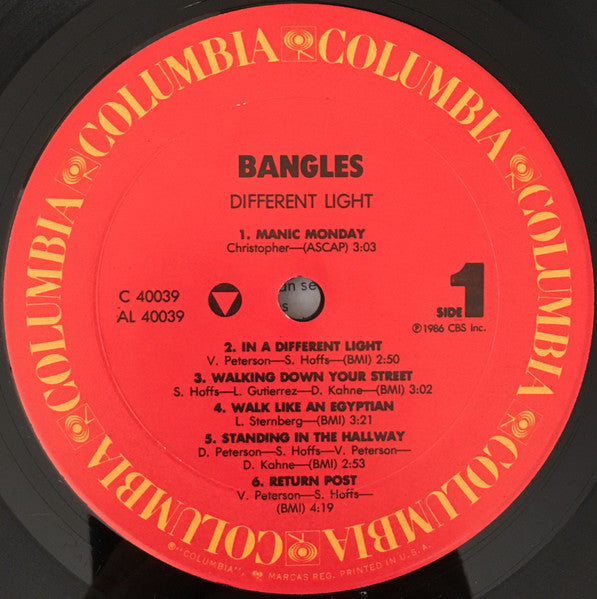 COLUMBIA COLUMBIA COLUMBIA COLUMBIA COLUMBIA COLUMBIA
BANGLES
DIFFERENT LIGHT
1. MANIC MONDAY
Christopher—(ASCAP) 3:03
C 40039
AL 40039
SIDE 1
℗1986 CBS Inc.
2. IN A DIFFERENT LIGHT
V. Peterson—S. Hoffs—(BMI) 2:50
3. WALKING DOWN YOUR STREET
S. Hoffs—L. Gutierrez—D. Kahne—(BMI) 3:02
4. WALK LIKE AN EGYPTIAN
L. Sternberg—(BMI) 3:21
5. STANDING IN THE HALLWAY
D. Peterson—S. Hoffs—V. Peterson—
D. Kahne—(BMI) 2:53
6. RETURN POST
V. Peterson—S. Hoffs—
(BMI) 4:19
®"COLUMBIA", MARCAS REG. PRINTED IN U.S.A.